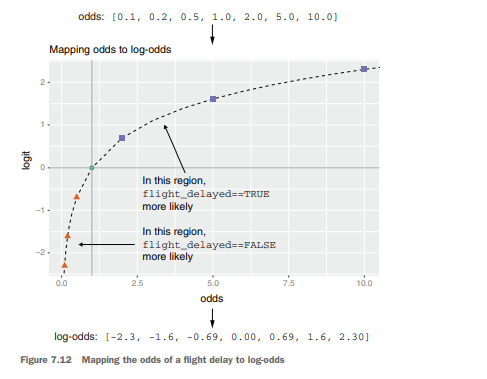 odds: [0.1, 0.2, 0.5, 1.0, 2.0, 5.0, 10.0]
Mapping odds to log-odds
2
1
0
−1
−2
logit
In this region,
flight_delayed==TRUE
more likely
In this region,
flight_delayed==FALSE
more likely
0.0 2.5 5.0 7.5 10.0
odds
log-odds: [-2.3, -1.6, -0.69, 0.00, 0.69, 1.6, 2.30]
Figure 7.12 Mapping the odds of a flight delay to log-odds